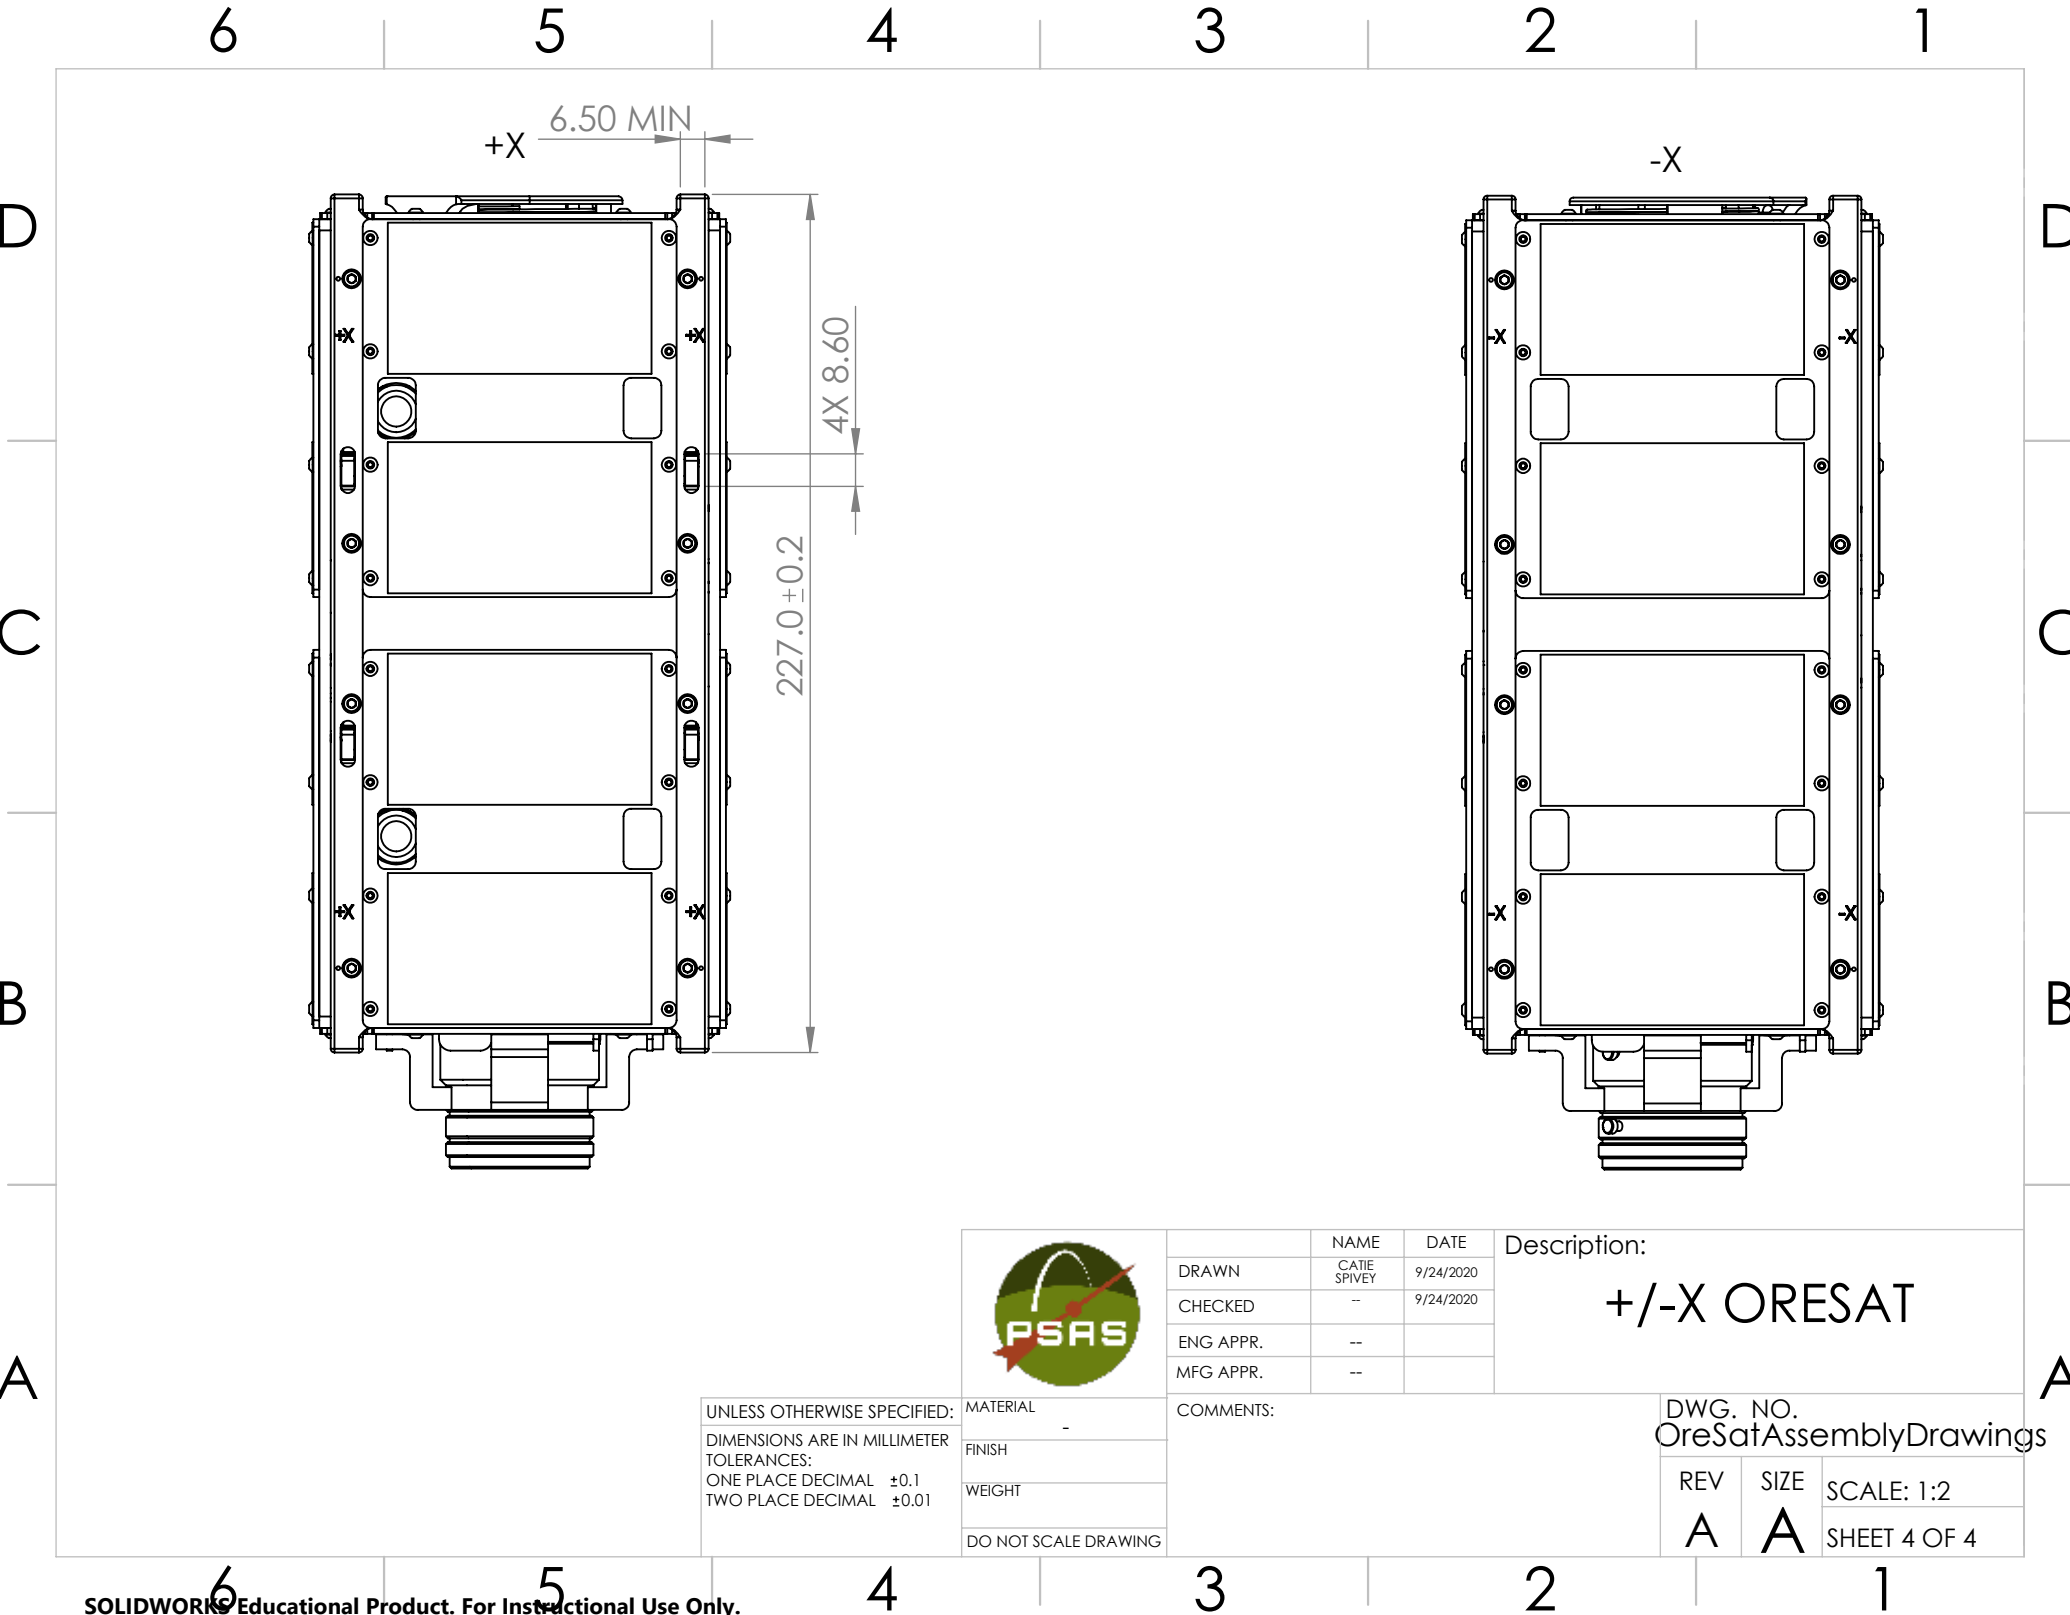 6 5 4 3 2 1
6.50 MIN
+X
-X
D D
+X +X -X -X
4X 8.60
227.0±0.2
C C
+X +X -X -X
B B
NAME DATE Description:
DRAWN CATIE SPIVEY 9/24/2020
+/-X ORESAT
CHECKED -- 9/24/2020
PSAS
ENG APPR. --
MFG APPR. --
A A
UNLESS OTHERWISE SPECIFIED: MATERIAL COMMENTS: DWG. NO.
-
OreSatAssemblyDrawings
DIMENSIONS ARE IN MILLIMETER
FINISH
TOLERANCES:
ONE PLACE DECIMAL ±0.1
TWO PLACE DECIMAL ±0.01
WEIGHT
REV SIZE SCALE: 1:2
A A SHEET 4 OF 4
DO NOT SCALE DRAWING
6 5 4 3 2 1
SOLIDWORKS Educational Product. For Instructional Use Only.